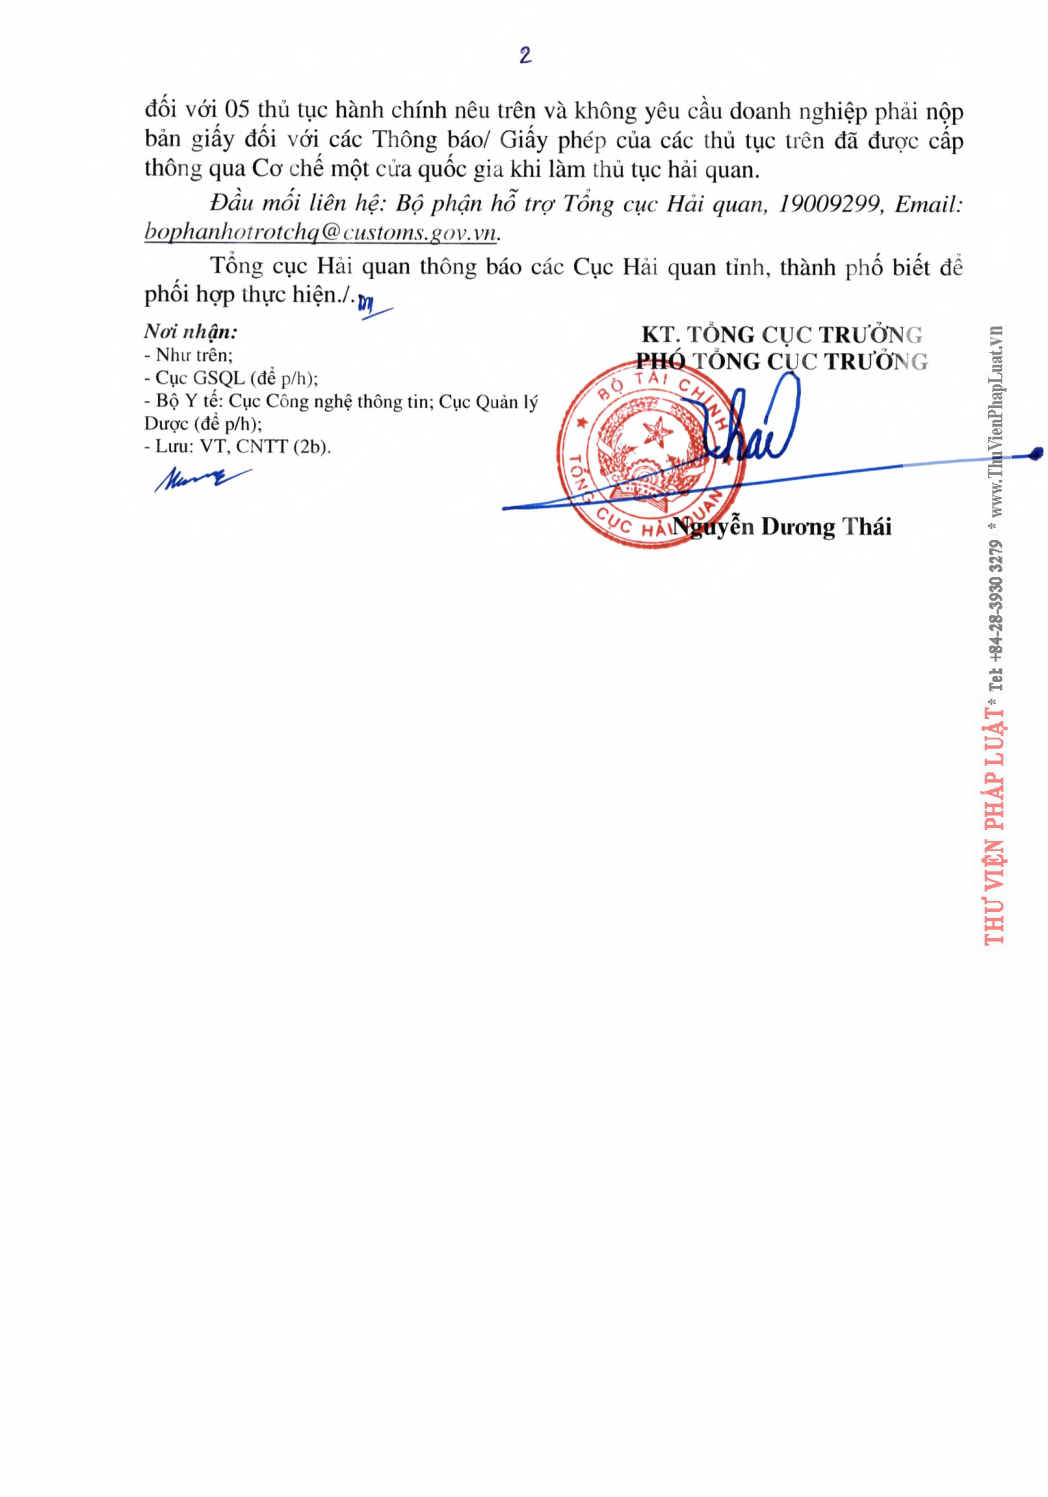 2
đối với 05 thủ tục hành chính nêu trên và không yêu cầu doanh nghiệp phải nộp
bản giấy đối với các Thông báo/ Giấy phép của các thủ tục trên đã được cấp
thông qua Cơ chế một cửa quốc gia khi làm thủ tục hải quan.
Đầu mối liên hệ: Bộ phận hỗ trợ Tổng cục Hải quan, 19009299, Email:
bophanhotrotchq@customs.gov.vn.
Tổng cục Hải quan thông báo các Cục Hải quan tỉnh, thành phố biết để
phối hợp thực hiện./.
Nơi nhận:
- Như trên;
- Cục GSQL (để p/h);
- Bộ Y tế: Cục Công nghệ thông tin; Cục Quản lý
Dược (để p/h);
- Lưu: VT, CNTT (2b).
KT. TỔNG CỤC TRƯỞNG
PHÓ TỔNG CỤC TRƯỞNG
BỘ TÀI CHÍNH
TỔNG CỤC HẢI QUAN
Thái
Nguyễn Dương Thái
THƯ VIỆN PHÁP LUẬT * Tel: +84-28-3930 3279 * www.ThuVienPhapLuat.vn